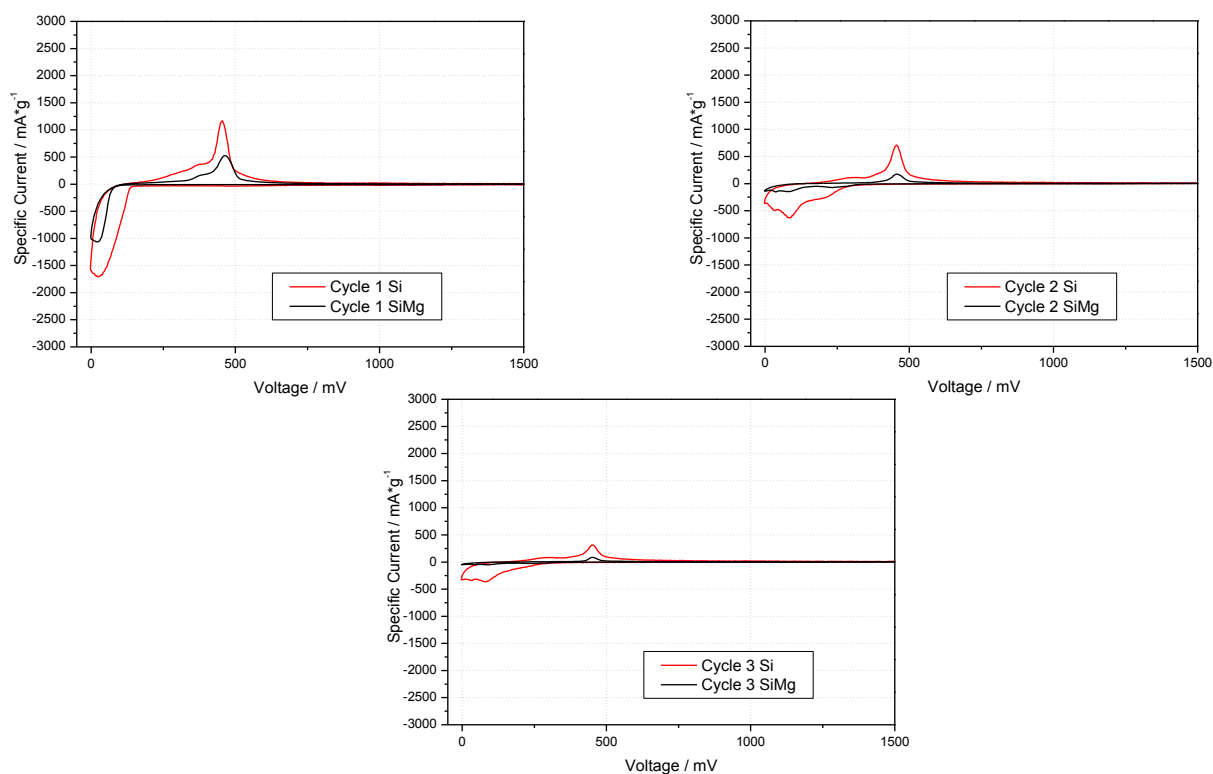 3000
2500
2000
1500
1000
500
0
-500
-1000
-1500
-2000
-2500
-3000
Specific Current / mA*g⁻¹
Cycle 1 Si
Cycle 1 SiMg
0 500 1000 1500
Voltage / mV
3000
2500
2000
1500
1000
500
0
-500
-1000
-1500
-2000
-2500
-3000
Specific Current / mA*g⁻¹
Cycle 2 Si
Cycle 2 SiMg
0 500 1000 1500
Voltage / mV
3000
2500
2000
1500
1000
500
0
-500
-1000
-1500
-2000
-2500
-3000
Specific Current / mA*g⁻¹
Cycle 3 Si
Cycle 3 SiMg
0 500 1000 1500
Voltage / mV